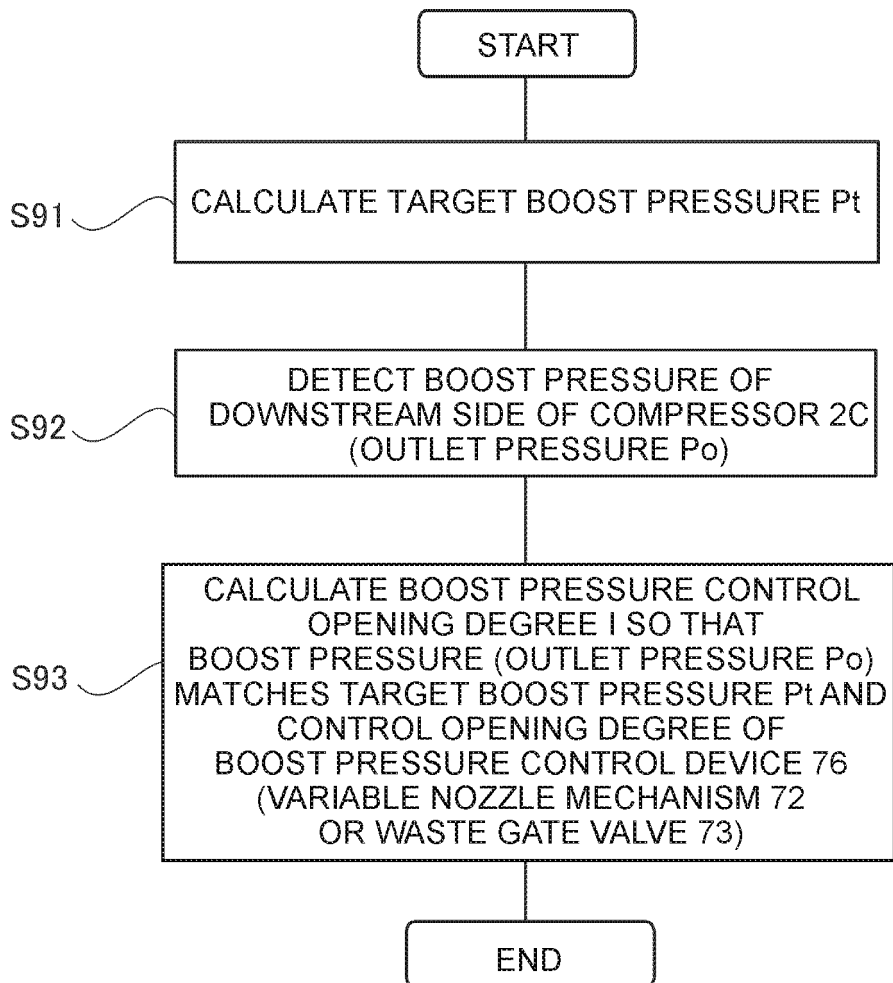 START
S91
CALCULATE TARGET BOOST PRESSURE Pt
S92
DETECT BOOST PRESSURE OF
DOWNSTREAM SIDE OF COMPRESSOR 2C
(OUTLET PRESSURE Po)
S93
CALCULATE BOOST PRESSURE CONTROL
OPENING DEGREE I SO THAT
BOOST PRESSURE (OUTLET PRESSURE Po)
MATCHES TARGET BOOST PRESSURE Pt AND
CONTROL OPENING DEGREE OF
BOOST PRESSURE CONTROL DEVICE 76
(VARIABLE NOZZLE MECHANISM 72
OR WASTE GATE VALVE 73)
END